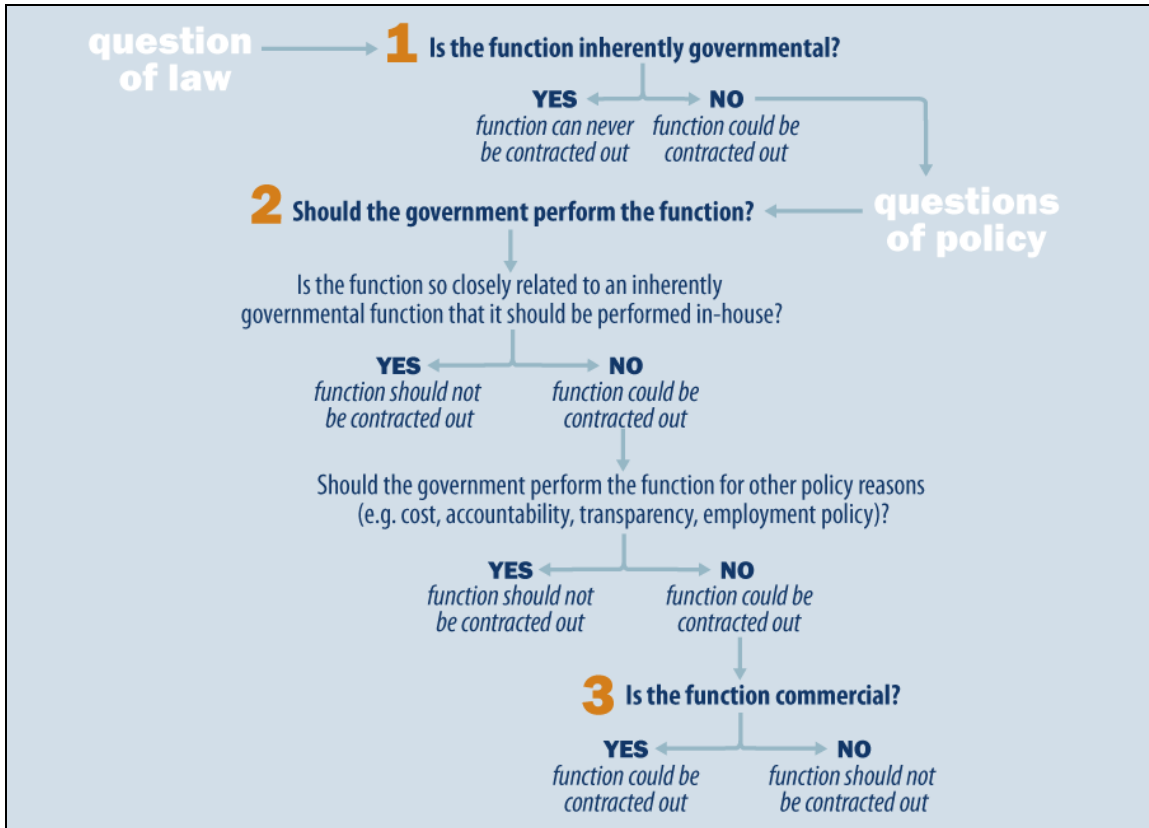 question
of law
1 Is the function inherently governmental?
YES
function can never
be contracted out
NO
function could be
contracted out
questions
of policy
2 Should the government perform the function?
Is the function so closely related to an inherently
governmental function that it should be performed in-house?
YES
function should not
be contracted out
NO
function could be
contracted out
Should the government perform the function for other policy reasons
(e.g. cost, accountability, transparency, employment policy)?
YES
function should not
be contracted out
NO
function could be
contracted out
3 Is the function commercial?
YES
function could be
contracted out
NO
function should not
be contracted out